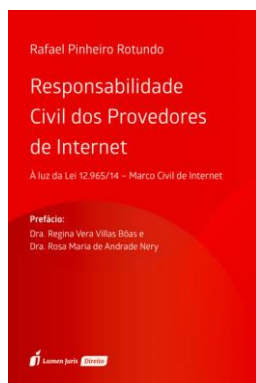 Rafael Pinheiro Rotundo
Responsabilidade
Civil dos Provedores
de Internet
À luz da Lei 12.965/14 – Marco Civil de Internet
Prefácio:
Dra. Regina Vera Villas Bôas e
Dra. Rosa Maria de Andrade Nery
Lumen Juris Direito